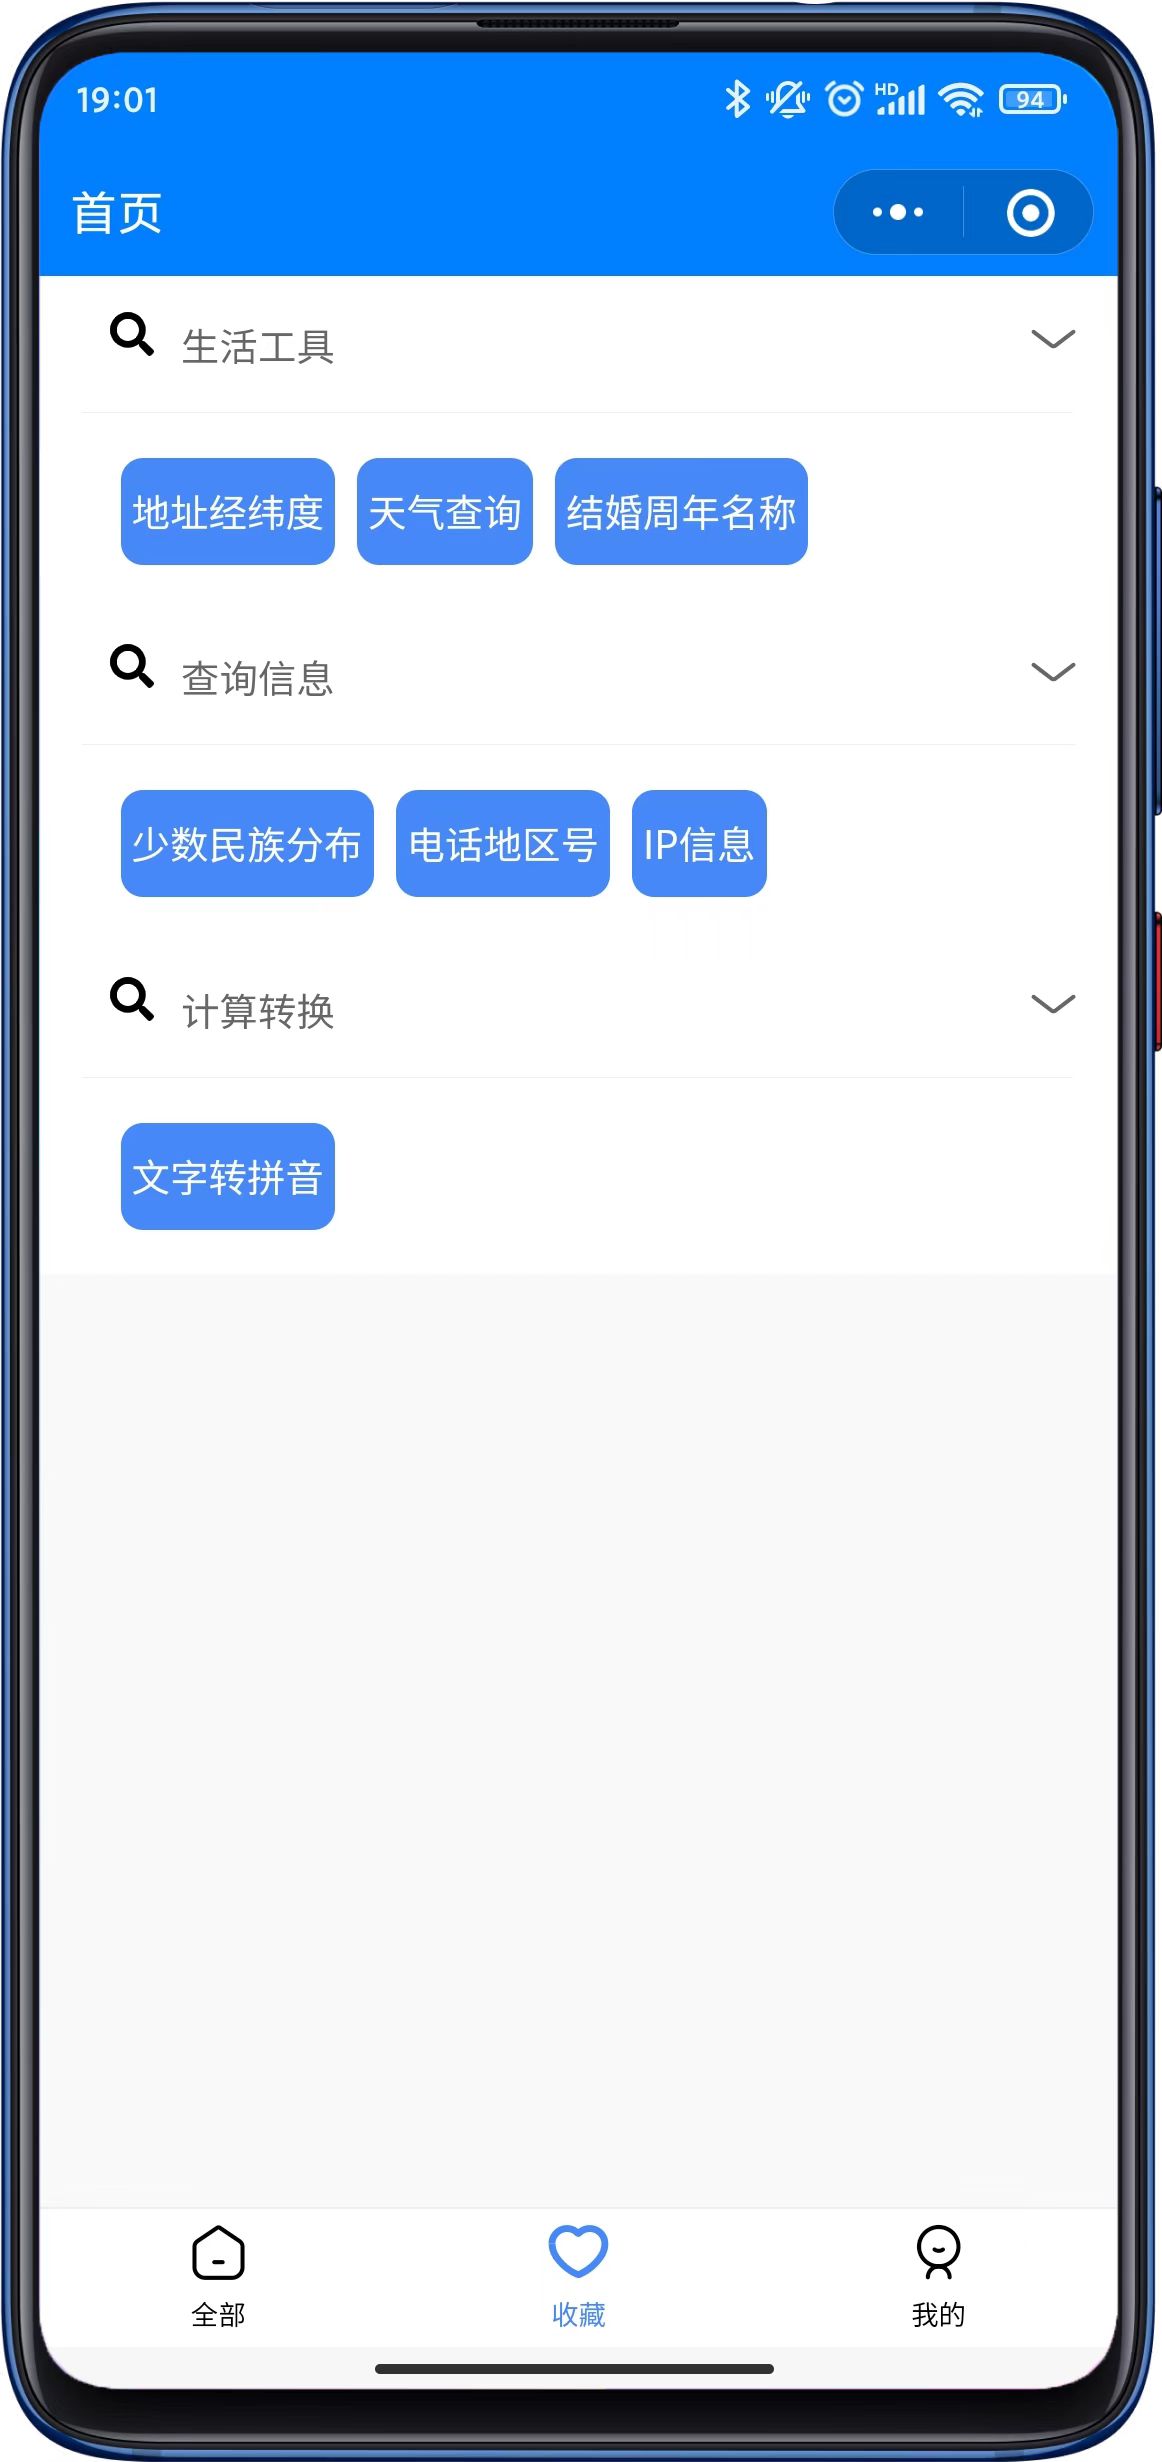 19:01 HD 94
首页
生活工具
地址经纬度 天气查询 结婚周年名称
查询信息
少数民族分布 电话地区号 IP信息
计算转换
文字转拼音
全部 收藏 我的